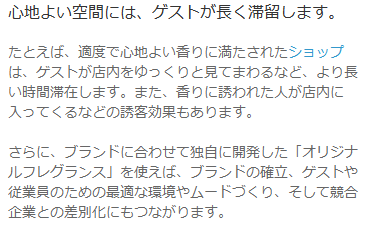 心地よい空間には、ゲストが長く滞留します。
たとえば、適度で心地よい香りに満たされたショップ
は、ゲストが店内をゆっくりと見てまわるなど、より長
い時間滞在します。また、香りに誘われた人が店内に
入ってくるなどの誘客効果もあります。
さらに、ブランドに合わせて独自に開発した「オリジナ
ルフレグランス」を使えば、ブランドの確立、ゲストや
従業員のための最適な環境やムードづくり、そして競合
企業との差別化にもつながります。